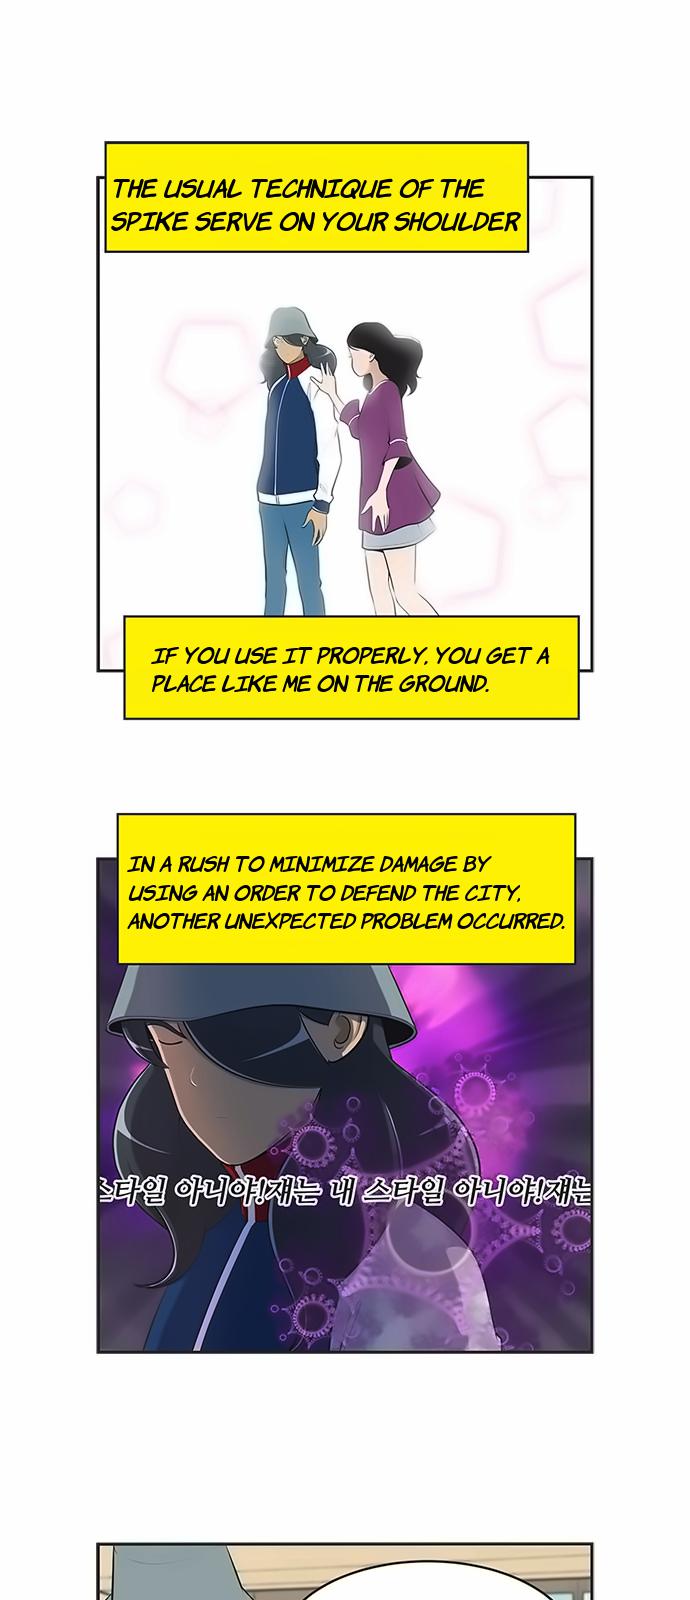 THE USUAL TECHNIQUE OF THE
SPIKE SERVE ON YOUR SHOULDER
IF YOU USE IT PROPERLY, YOU GET A
PLACE LIKE ME ON THE GROUND.
IN A RUSH TO MINIMIZE DAMAGE BY
USING AN ORDER TO DEFEND THE CITY,
ANOTHER UNEXPECTED PROBLEM OCCURRED.
스타일 아니야!쟤는 내 스타일 아니야!쟤는